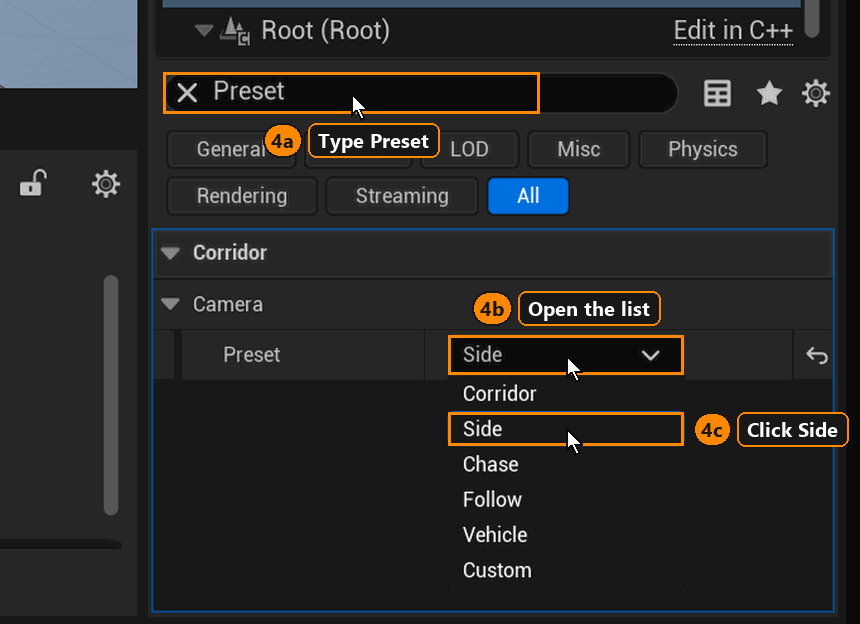 Root (Root)
Edit in C++
Preset
4a
Type Preset
General
LOD
Misc
Physics
Rendering
Streaming
All
Corridor
Camera
4b
Open the list
Preset
Side
Corridor
Side
4c
Click Side
Chase
Follow
Vehicle
Custom